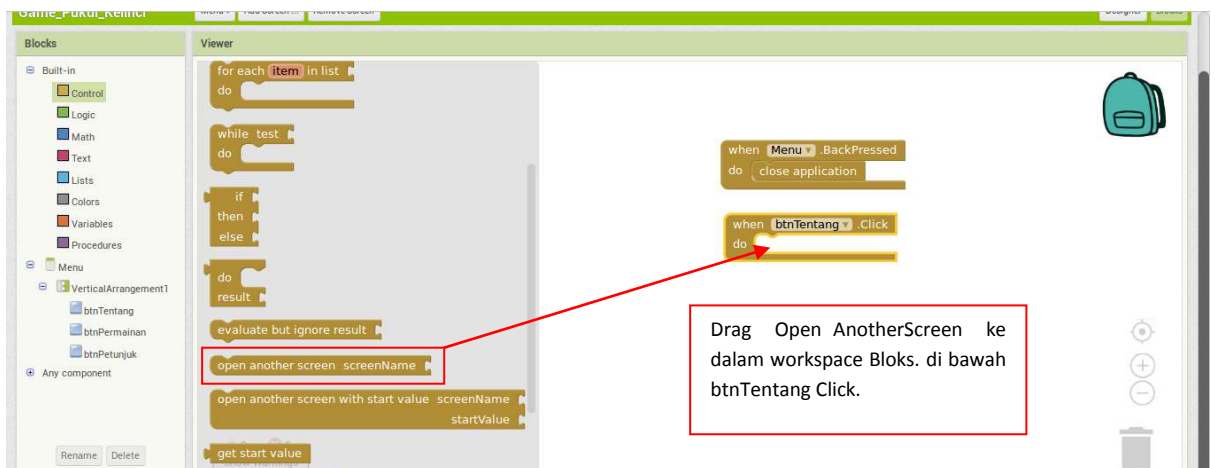 Game_Pukul_Kelinci
Blocks
Viewer
Built-in
Control
Logic
Math
Text
Lists
Colors
Variables
Procedures
Menu
VerticalArrangement1
btnTentang
btnPermainan
btnPetunjuk
Any component
Rename Delete
for each item in list
do
while test
do
if
then
else
do
result
evaluate but ignore result
open another screen screenName
open another screen with start value screenName
startValue
get start value
Show Warnings
when Menu .BackPressed
do close application
when btnTentang .Click
do
Drag Open AnotherScreen ke
dalam workspace Bloks. di bawah
btnTentang Click.